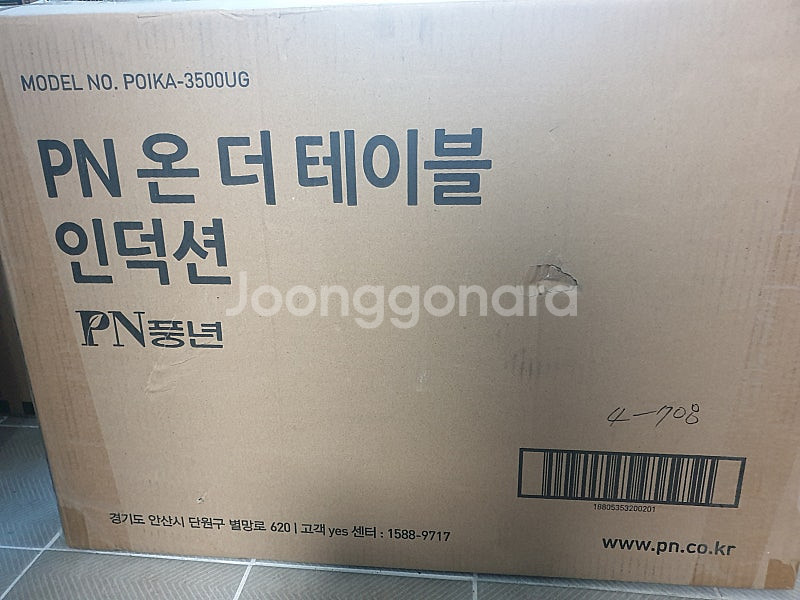 MODEL NO. POIKA-3500UG
PN 온 더 테이블
인덕션
Joonggonara
PN풍년
4-708
18805353200201
경기도 안산시 단원구 별망로 620 | 고객 yes 센터 : 1588-9717
www.pn.co.kr